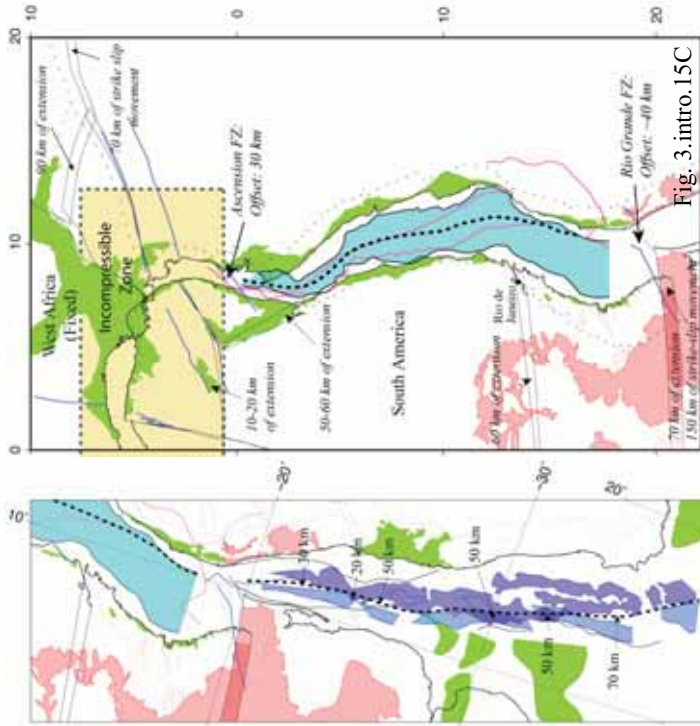 10
0
10
20
0
10
20
West Africa
(Fixed)
Incompressible
Zone
90 km of extension
0 km of strike slip
movement
Ascension FZ:
Offset: 30 km
10-20 km
of extension
50-60 km of extension
South America
Rio de
Janeiro
60 km of extension
Rio Grande FZ:
Offset: ~40 km
70 km of extension
150 km of strike-slip movement
Fig. 3.intro.15C
10°
-20°
-30°
20°
50 km
20 km
50 km
50 km
70 km